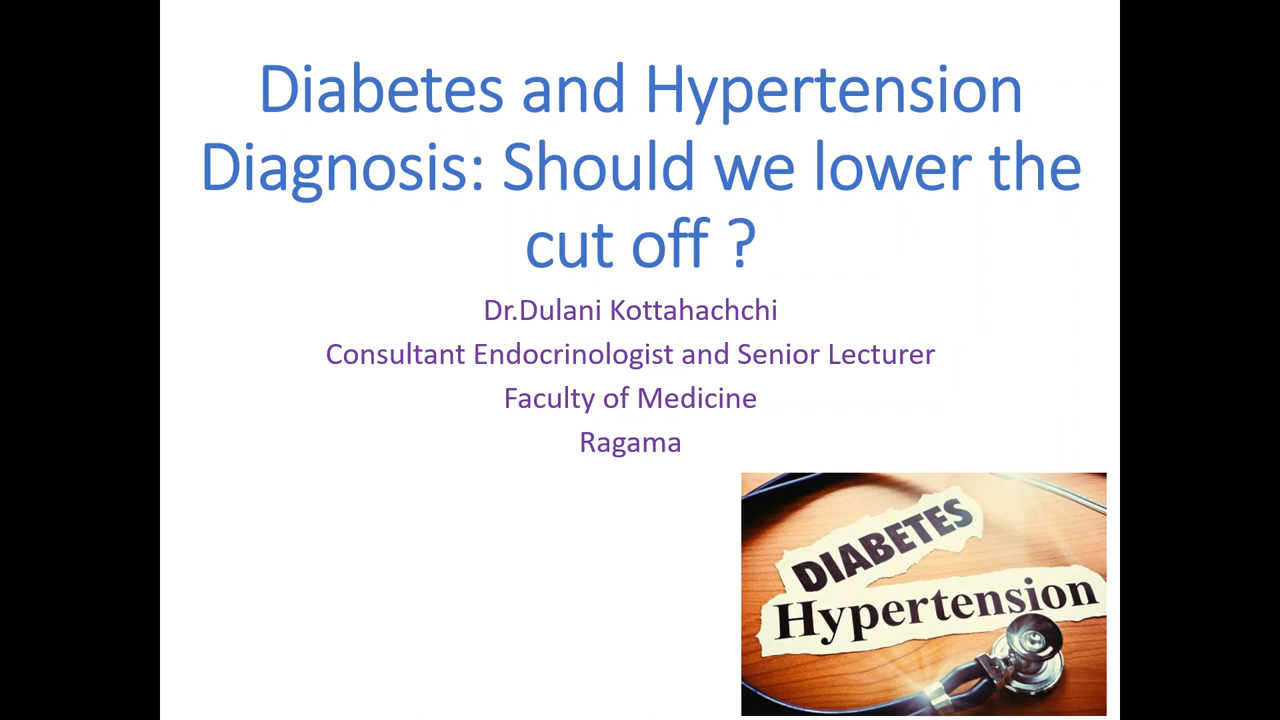 Diabetes and Hypertension
Diagnosis: Should we lower the
cut off ?
Dr.Dulani Kottahachchi
Consultant Endocrinologist and Senior Lecturer
Faculty of Medicine
Ragama
DIABETES
Hypertension